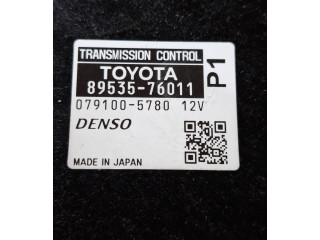 TRANSMISSION CONTROL
TOYOTA
89535-76011
P1
079100-5780 12V
DENSO
MADE IN JAPAN